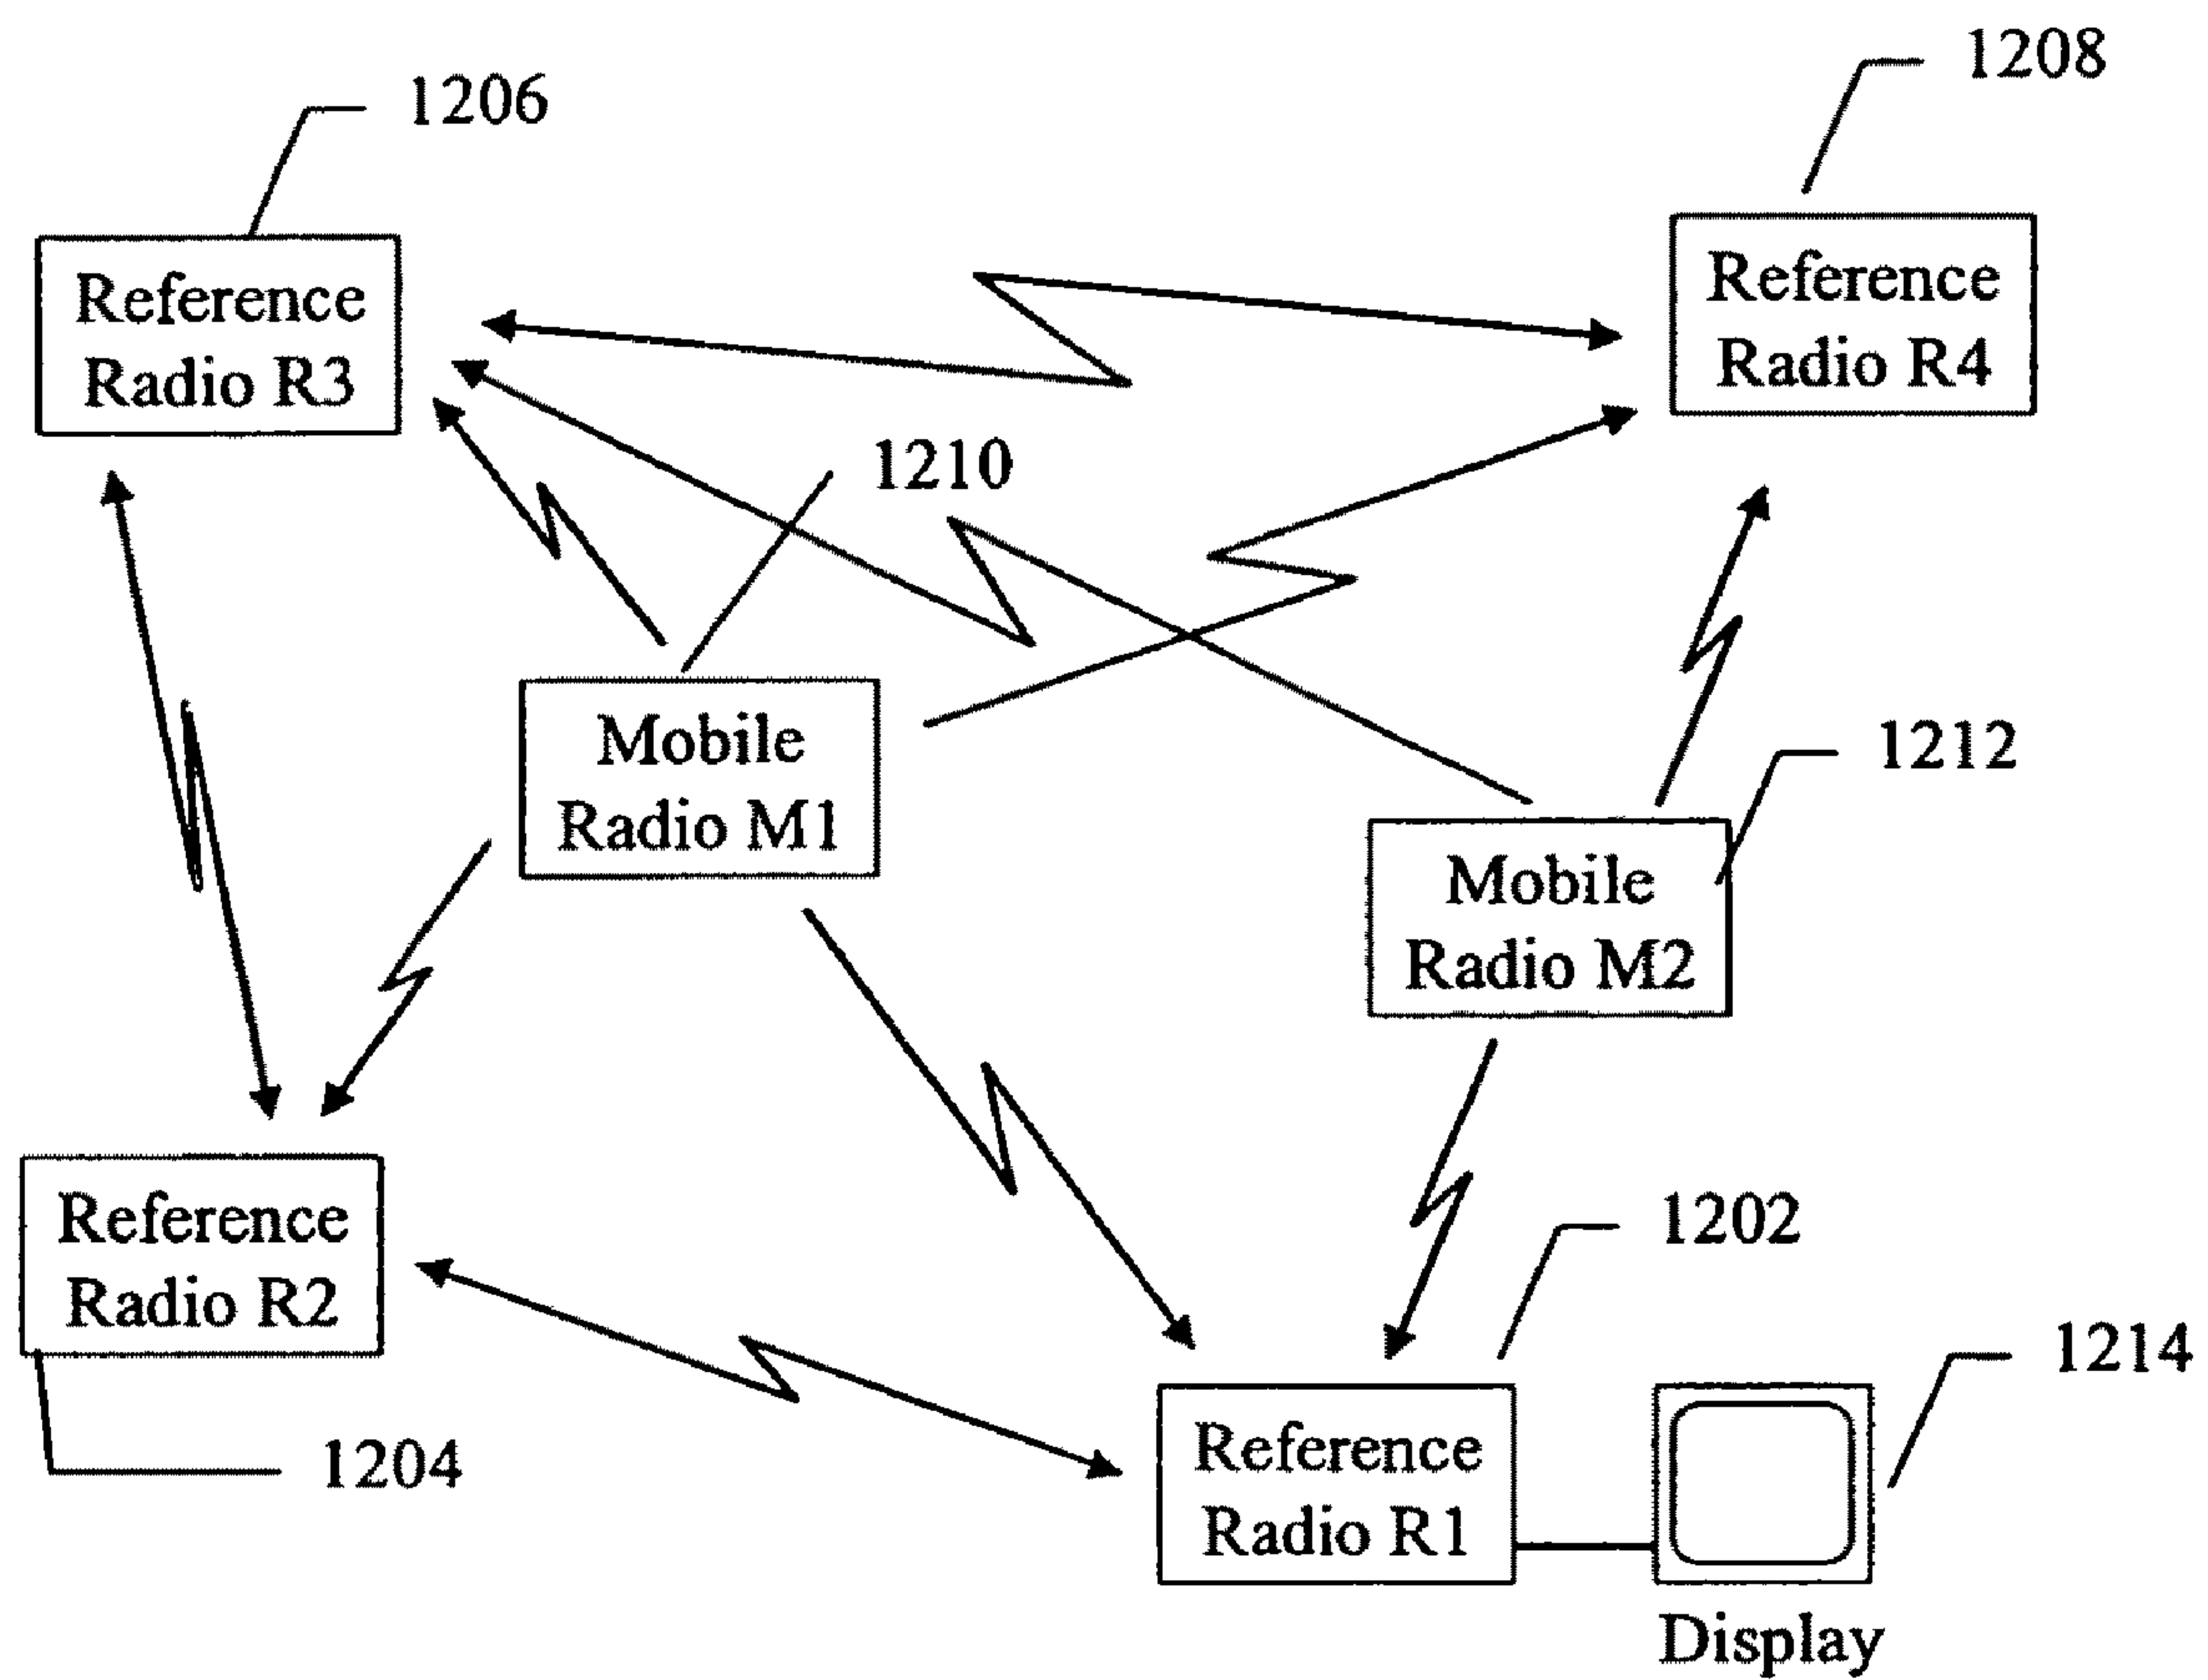 1208
1206
Reference
Radio R3
Reference
Radio R4
1210
Mobile
Radio M1
1212
Mobile
Radio M2
Reference
Radio R2
1202
1204
1214
Reference
Radio R1
Display